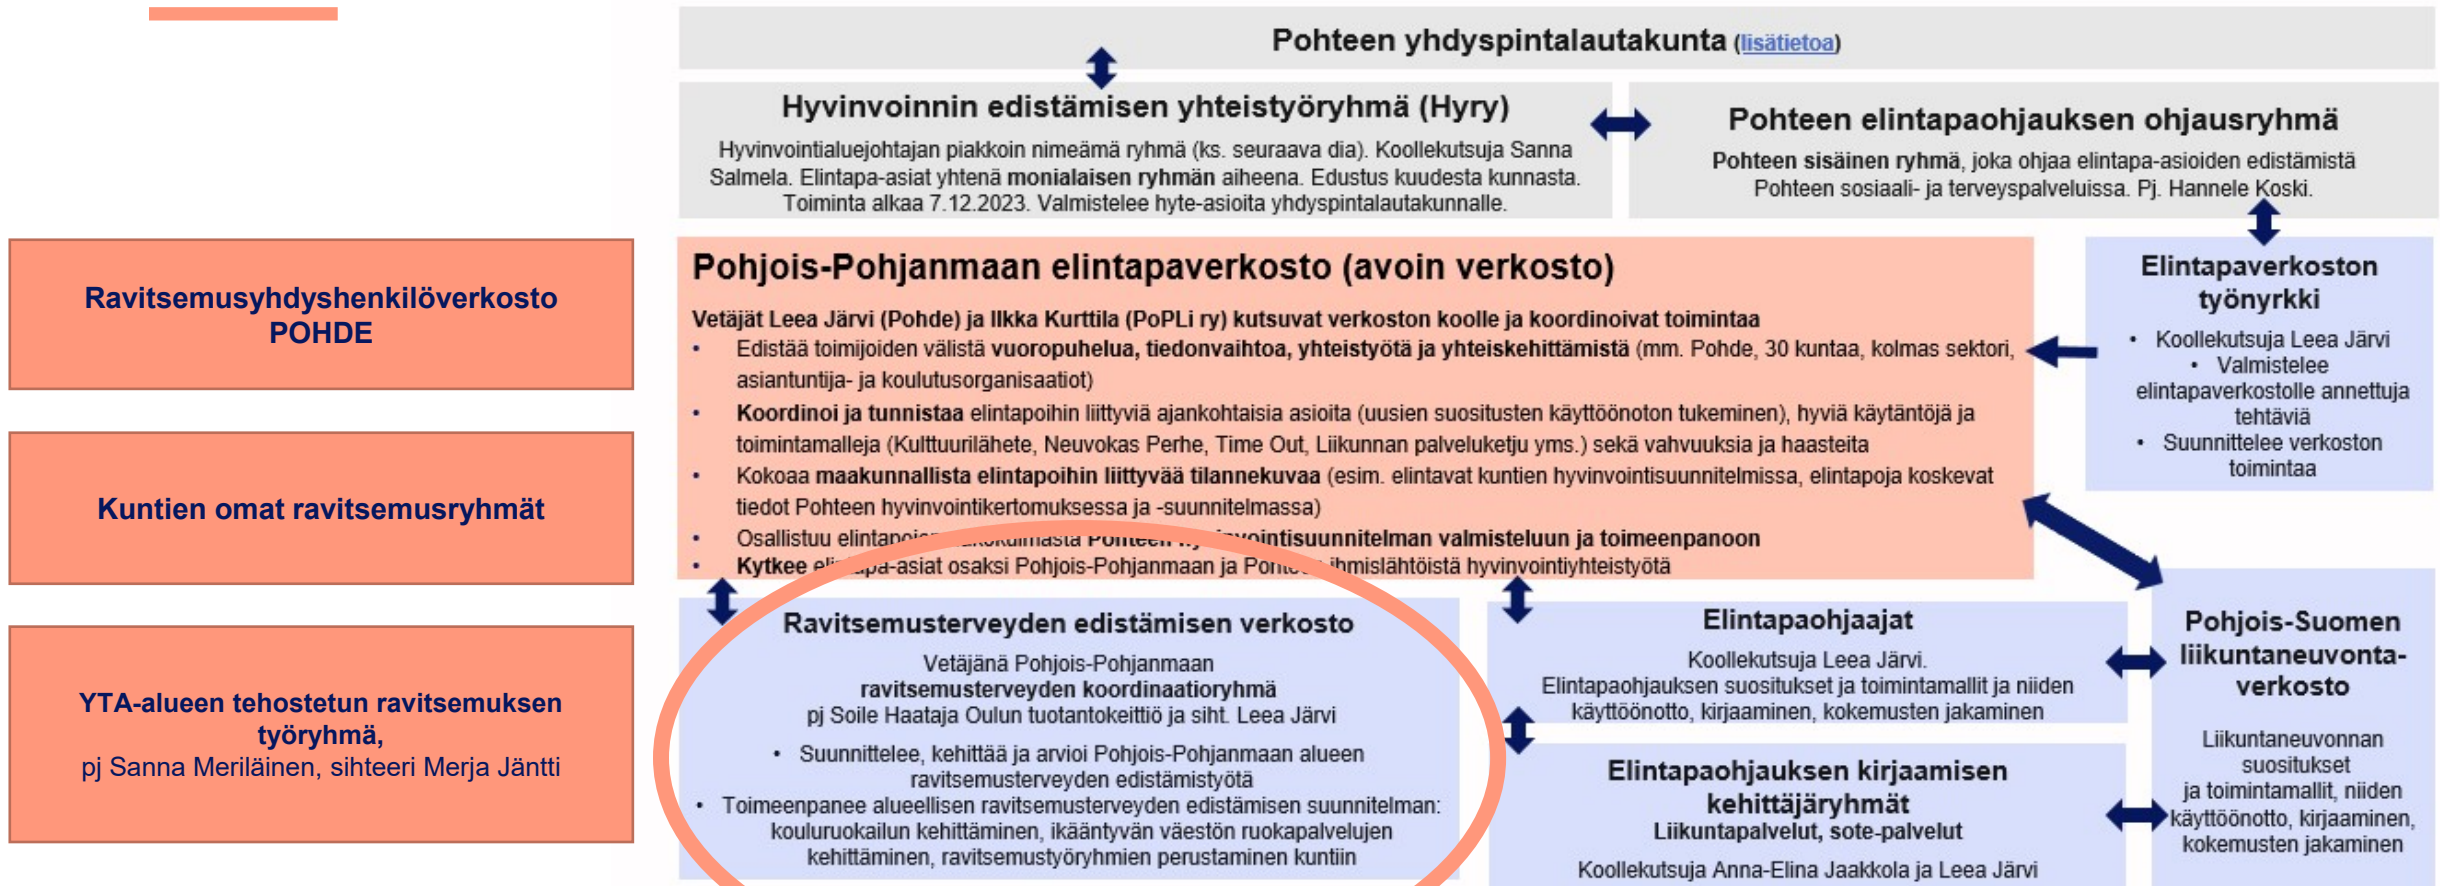 Pohteen yhdyspintalautakunta (lisätietoa)
Hyvinvoinnin edistämisen yhteistyöryhmä (Hyry)
Hyvinvointialuejohtajan piakkoin nimeämä ryhmä (ks. seuraava dia). Koollekutsuja Sanna
Salmela. Elintapa-asiat yhtenä monialaisen ryhmän aiheena. Edustus kuudesta kunnasta.
Toiminta alkaa 7.12.2023. Valmistelee hyte-asioita yhdyspintalautakunnalle.
Pohteen elintapaohjauksen ohjausryhmä
Pohteen sisäinen ryhmä, joka ohjaa elintapa-asioiden edistämistä
Pohteen sosiaali- ja terveyspalveluissa. Pj. Hannele Koski.
Ravitsemusyhdyshenkilöverkosto
POHDE
Kuntien omat ravitsemusryhmät
YTA-alueen tehostetun ravitsemuksen
työryhmä,
pj Sanna Meriläinen, sihteeri Merja Jäntti
Pohjois-Pohjanmaan elintapaverkosto (avoin verkosto)
Vetäjät Leea Järvi (Pohde) ja Ilkka Kurttila (PoPLi ry) kutsuvat verkoston koolle ja koordinoivat toimintaa
• Edistää toimijoiden välistä vuoropuhelua, tiedonvaihtoa, yhteistyötä ja yhteiskehittämistä (mm. Pohde, 30 kuntaa, kolmas sektori,
asiantuntija- ja koulutusorganisaatiot)
• Koordinoi ja tunnistaa elintapoihin liittyviä ajankohtaisia asioita (uusien suositusten käyttöönoton tukeminen), hyviä käytäntöjä ja
toimintamalleja (Kulttuurilähete, Neuvokas Perhe, Time Out, Liikunnan palveluketju yms.) sekä vahvuuksia ja haasteita
• Kokoaa maakunnallista elintapoihin liittyvää tilannekuvaa (esim. elintavat kuntien hyvinvointisuunnitelmissa, elintapoja koskevat
tiedot Pohteen hyvinvointikertomuksessa ja -suunnitelmassa)
• Osallistuu elintapojen näkökulmasta Pohteen hyvinvointisuunnitelman valmisteluun ja toimeenpanoon
• Kytkee elintapa-asiat osaksi Pohjois-Pohjanmaan ja Pohteen ihmislähtöistä hyvinvointiyhteistyötä
Elintapaverkoston
työnyrkki
• Koollekutsuja Leea Järvi
• Valmistelee
elintapaverkostolle annettuja
tehtäviä
• Suunnittelee verkoston
toimintaa
Ravitsemusterveyden edistämisen verkosto
Vetäjänä Pohjois-Pohjanmaan
ravitsemusterveyden koordinaatioryhmä
pj Soile Haataja Oulun tuotantokeittiö ja siht. Leea Järvi
• Suunnittelee, kehittää ja arvioi Pohjois-Pohjanmaan alueen
ravitsemusterveyden edistämistyötä
• Toimeenpanee alueellisen ravitsemusterveyden edistämisen suunnitelman:
kouluruokailun kehittäminen, ikääntyvän väestön ruokapalvelujen
kehittäminen, ravitsemustyöryhmien perustaminen kuntiin
Elintapaohjaajat
Koollekutsuja Leea Järvi.
Elintapaohjauksen suositukset ja toimintamallit ja niiden
käyttöönotto, kirjaaminen, kokemusten jakaminen
Elintapaohjauksen kirjaamisen
kehittäjäryhmät
Liikuntapalvelut, sote-palvelut
Koollekutsuja Anna-Elina Jaakkola ja Leea Järvi
Pohjois-Suomen
liikuntaneuvonta-
verkosto
Liikuntaneuvonnan
suositukset
ja toimintamallit, niiden
käyttöönotto, kirjaaminen,
kokemusten jakaminen